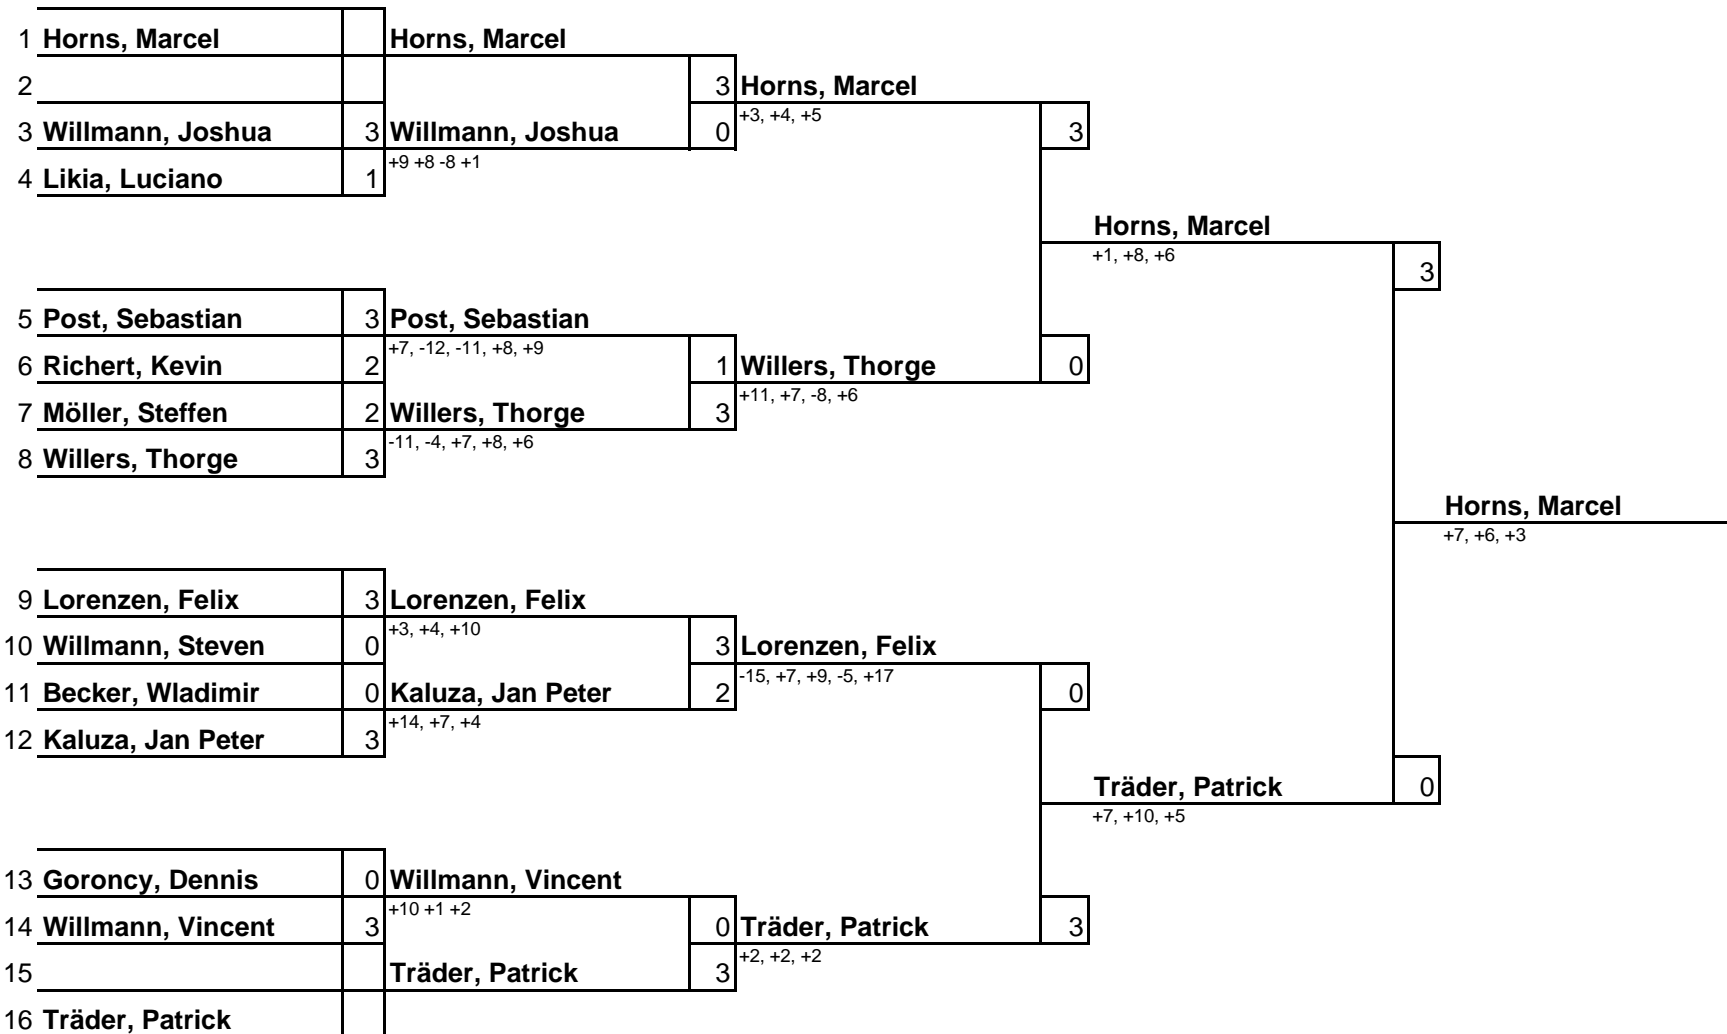 1 Horns, Marcel Horns, Marcel
2 3 Horns, Marcel
+3, +4, +5
3 Willmann, Joshua 3 Willmann, Joshua 0 3
+9 +8 -8 +1
4 Likia, Luciano 1
Horns, Marcel
+1, +8, +6
3
5 Post, Sebastian 3 Post, Sebastian
+7, -12, -11, +8, +9
6 Richert, Kevin 2 1 Willers, Thorge 0
+11, +7, -8, +6
7 Möller, Steffen 2 Willers, Thorge 3
-11, -4, +7, +8, +6
8 Willers, Thorge 3
Horns, Marcel
+7, +6, +3
9 Lorenzen, Felix 3 Lorenzen, Felix
+3, +4, +10
10 Willmann, Steven 0 3 Lorenzen, Felix
-15, +7, +9, -5, +17
11 Becker, Wladimir 0 Kaluza, Jan Peter 2 0
+14, +7, +4
12 Kaluza, Jan Peter 3
Träder, Patrick 0
+7, +10, +5
13 Goroncy, Dennis 0 Willmann, Vincent
+10 +1 +2
14 Willmann, Vincent 3 0 Träder, Patrick 3
+2, +2, +2
15 Träder, Patrick 3
16 Träder, Patrick